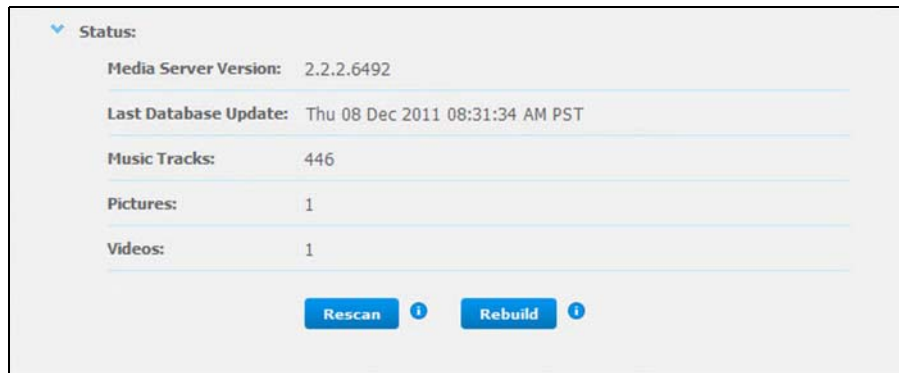 Status:
Media Server Version: 2.2.2.6492
Last Database Update: Thu 08 Dec 2011 08:31:34 AM PST
Music Tracks: 446
Pictures: 1
Videos: 1
Rescan i Rebuild i